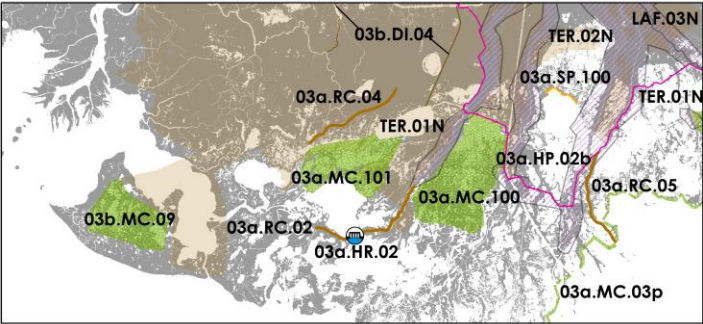 LAF.03N
03b.DI.04
TER.02N
03a.SP.100
03a.RC.04
TER.01N
TER.01N
03a.HP.02b
03a.MC.101
03a.RC.05
03a.MC.100
03b.MC.09
03a.RC.02
03a.HR.02
03a.MC.03p